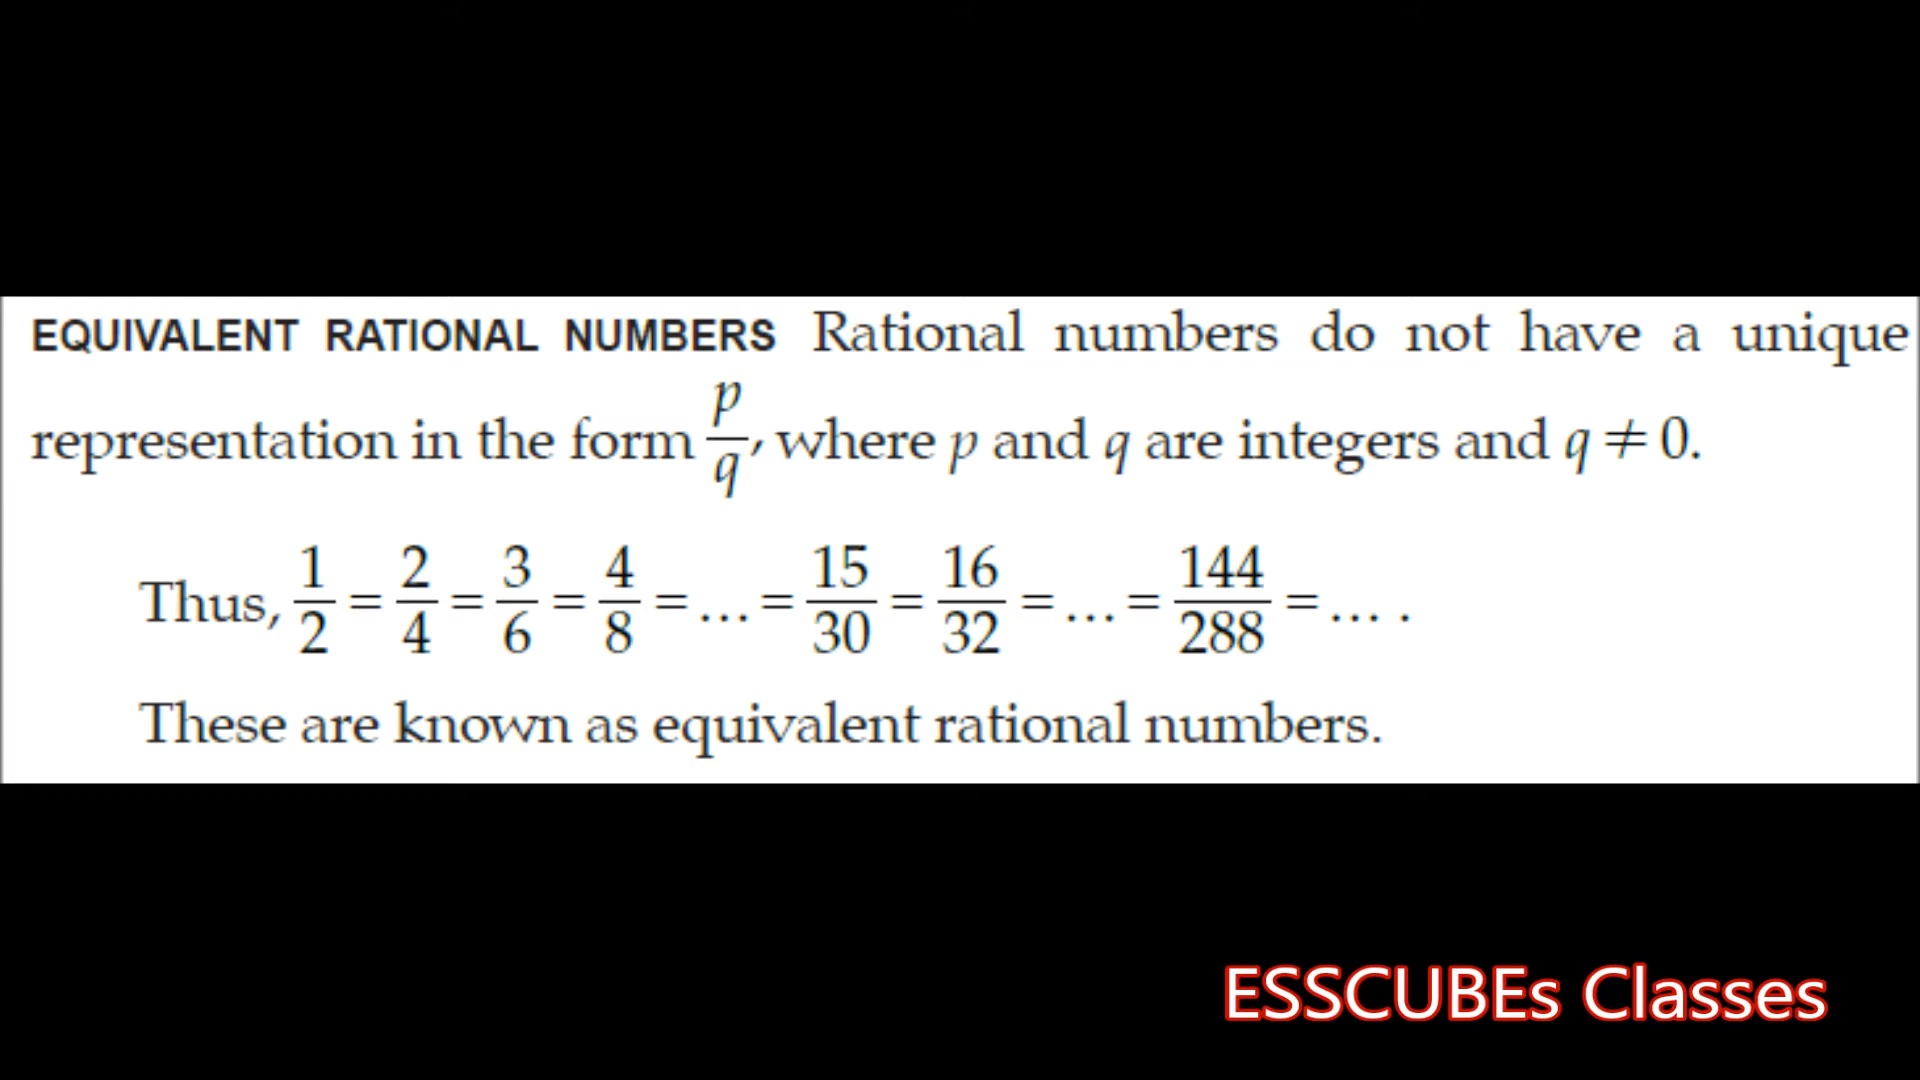 EQUIVALENT RATIONAL NUMBERS Rational numbers do not have a unique
representation in the form p/q, where p and q are integers and q ≠ 0.
Thus, 1/2 = 2/4 = 3/6 = 4/8 = ... = 15/30 = 16/32 = ... = 144/288 = ... .
These are known as equivalent rational numbers.
ESSCUBEs Classes